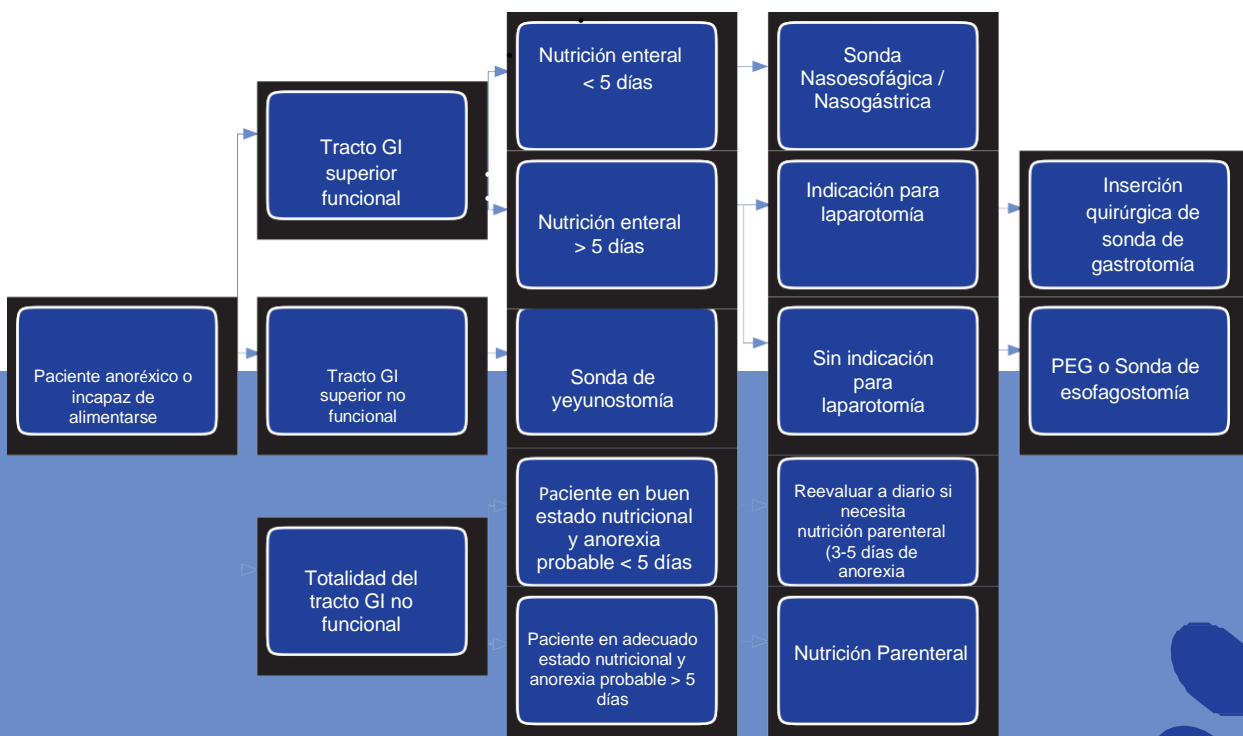 Paciente anoréxico o
incapaz de
alimentarse
Tracto GI
superior
funcional
Tracto GI
superior no
funcional
Totalidad del
tracto GI no
funcional
Nutrición enteral
< 5 días
Nutrición enteral
> 5 días
Sonda de
yeyunostomía
Paciente en buen
estado nutricional
y anorexia
probable < 5 días
Paciente en adecuado
estado nutricional y
anorexia probable > 5
días
Sonda
Nasoesofágica /
Nasogástrica
Indicación para
laparotomía
Sin indicación
para
laparotomía
Reevaluar a diario si
necesita
nutrición parenteral
(3-5 días de
anorexia
Nutrición Parenteral
Inserción
quirúrgica de
sonda de
gastrotomía
PEG o Sonda de
esofagostomía